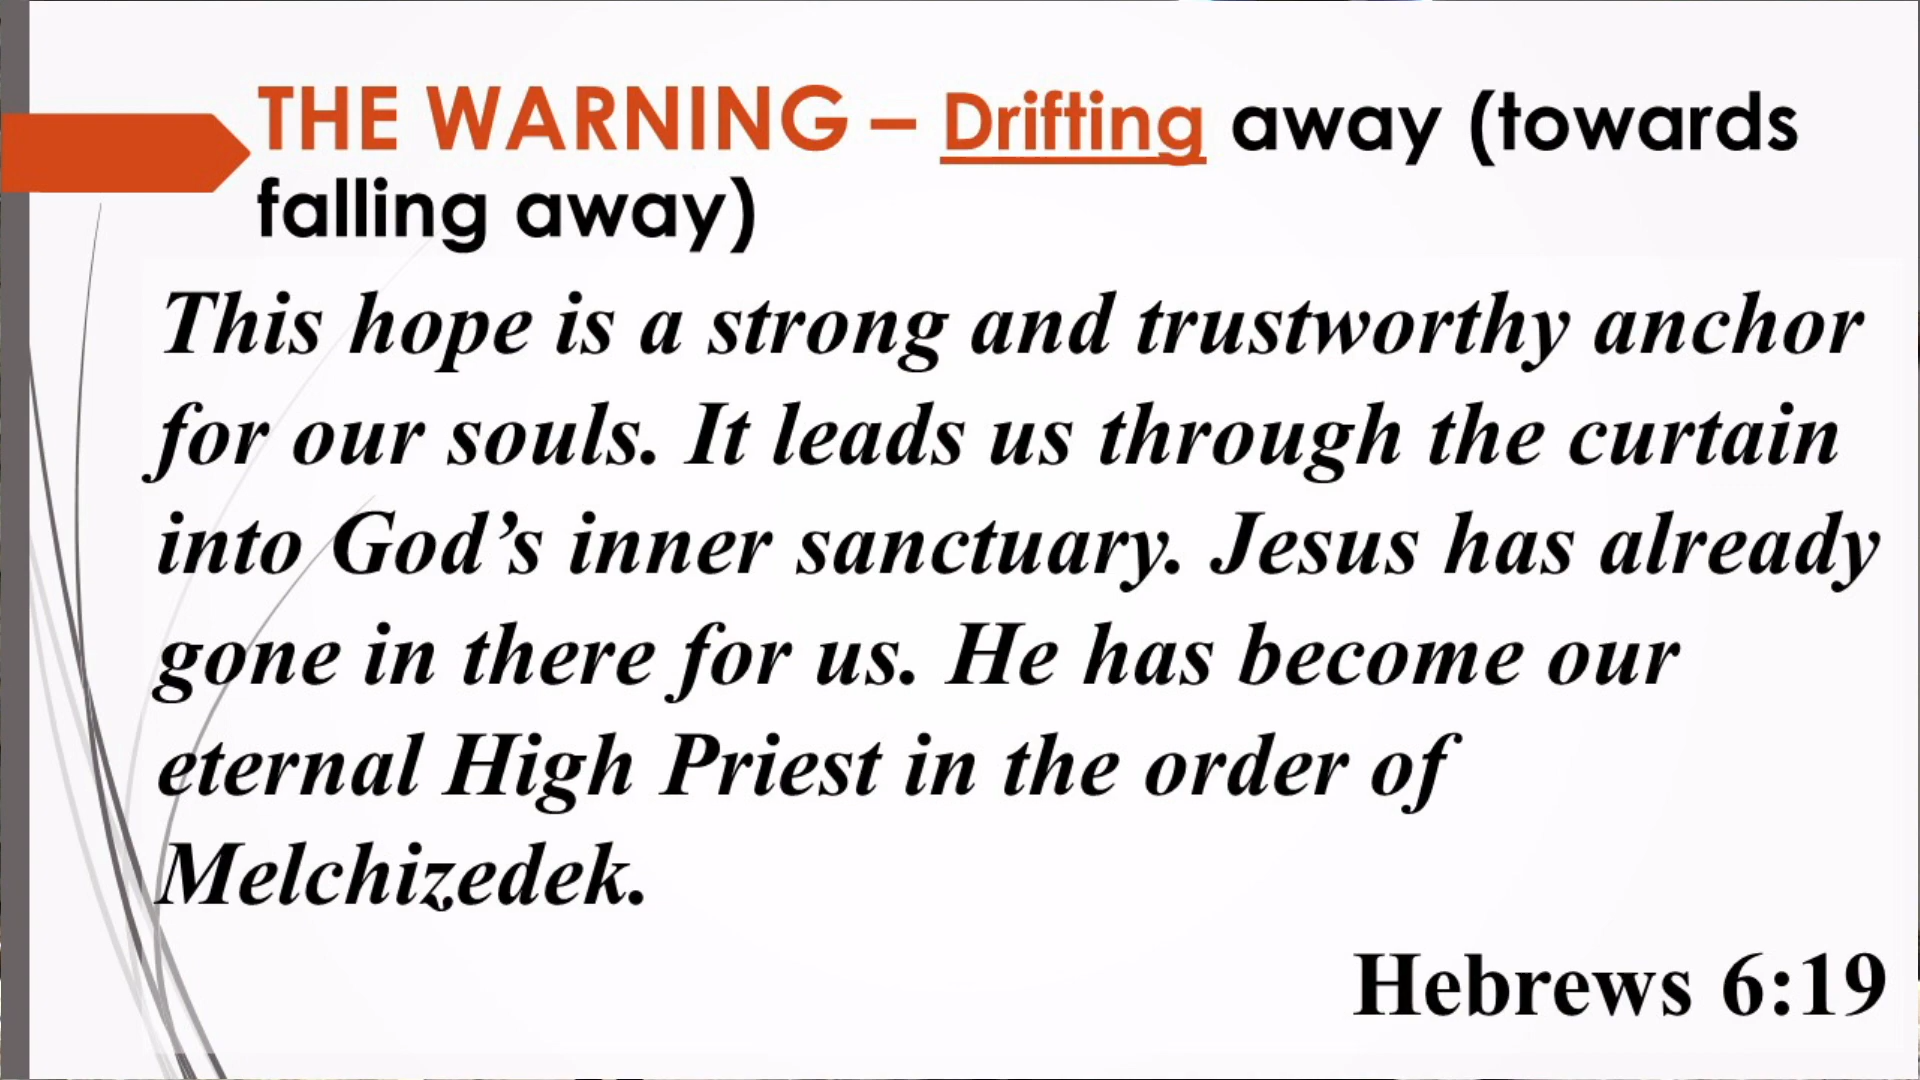 THE WARNING – Drifting away (towards
falling away)
This hope is a strong and trustworthy anchor
for our souls. It leads us through the curtain
into God’s inner sanctuary. Jesus has already
gone in there for us. He has become our
eternal High Priest in the order of
Melchizedek.
Hebrews 6:19